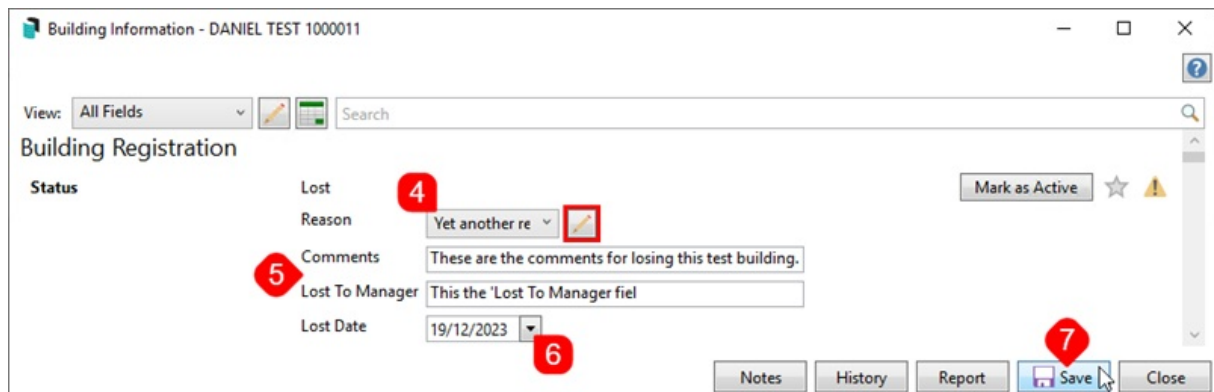 Building Information - DANIEL TEST 1000011
View: All Fields Search
Building Registration
Status Lost Mark as Active
4
Reason Yet another re
Comments These are the comments for losing this test building.
5
Lost To Manager This the 'Lost To Manager fiel
Lost Date 19/12/2023
6
7
Notes History Report Save Close